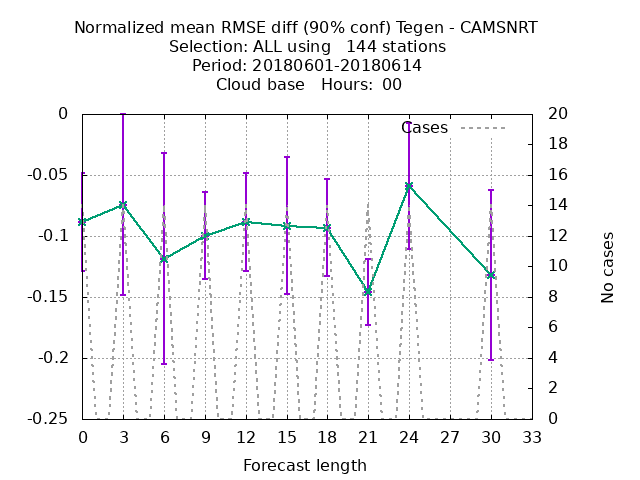 Normalized mean RMSE diff (90% conf) Tegen - CAMSNRT
Selection: ALL using   144 stations
Period: 20180601-20180614
Cloud base   Hours:  00
Cases
0
-0.05
-0.1
-0.15
-0.2
-0.25
20
18
16
14
12
10
8
6
4
2
0
No cases
0 3 6 9 12 15 18 21 24 27 30 33
Forecast length